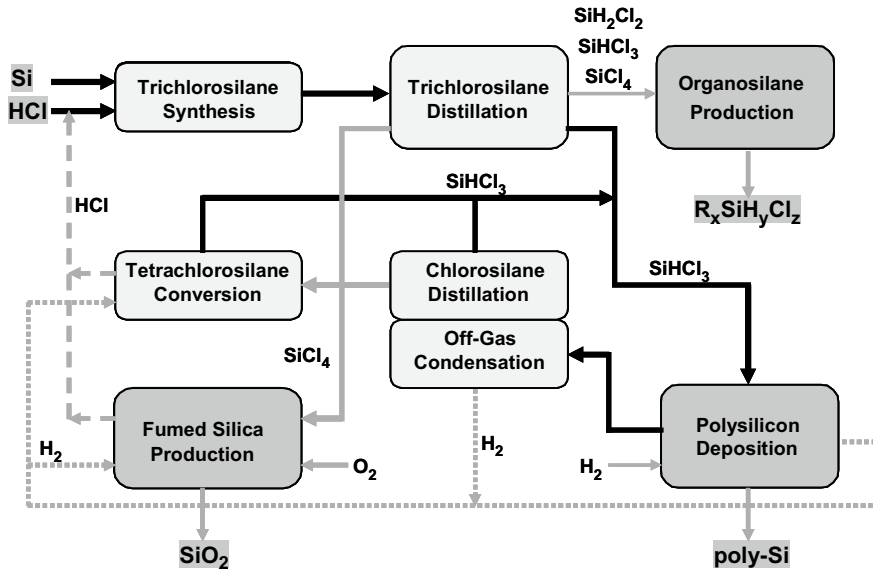 SiH2Cl2
SiHCl3
SiCl4
Si
HCl
Trichlorosilane
Synthesis
Trichlorosilane
Distillation
Organosilane
Production
HCl
SiHCl3
RxSiHyClz
Tetrachlorosilane
Conversion
Chlorosilane
Distillation
SiHCl3
Off-Gas
Condensation
SiCl4
Fumed Silica
Production
Polysilicon
Deposition
H2
O2
H2
H2
SiO2
poly-Si